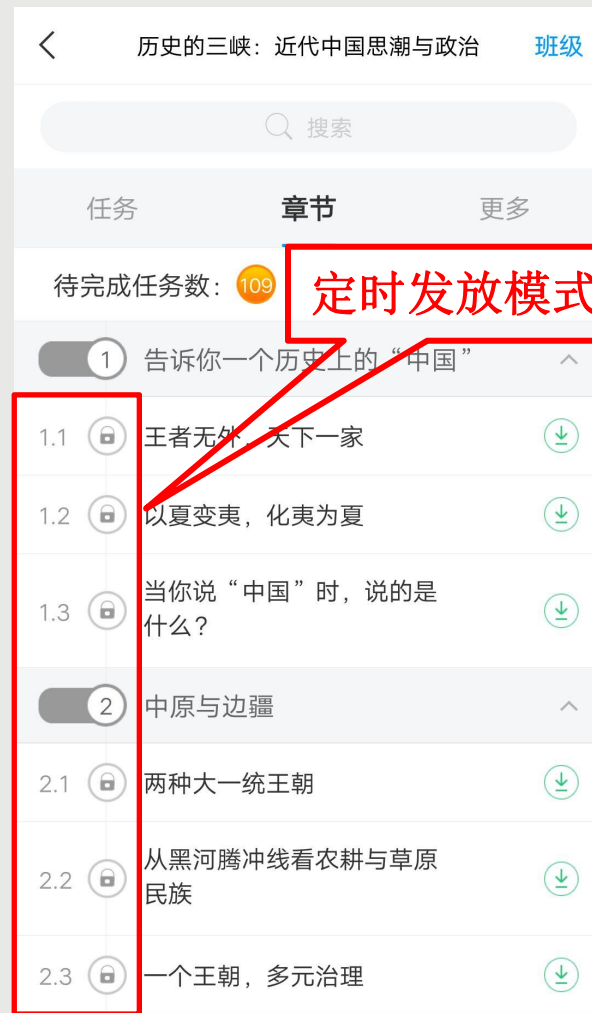 历史的三峡：近代中国思潮与政治 班级
搜索
任务 章节 更多
待完成任务数： 109
定时发放模式
1 告诉你一个历史上的“中国”
1.1 王者无外，天下一家
1.2 以夏变夷，化夷为夏
1.3 当你说“中国”时，说的是
什么？
2 中原与边疆
2.1 两种大一统王朝
2.2 从黑河腾冲线看农耕与草原
民族
2.3 一个王朝，多元治理